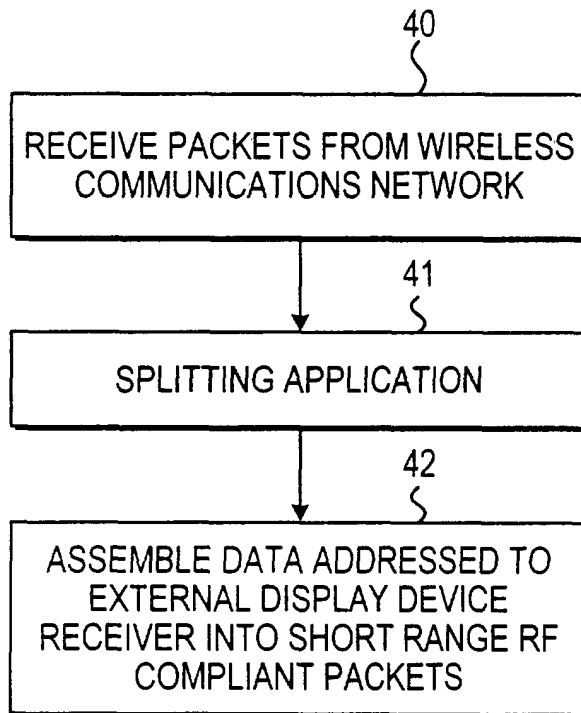 40
RECEIVE PACKETS FROM WIRELESS
COMMUNICATIONS NETWORK
41
SPLITTING APPLICATION
42
ASSEMBLE DATA ADDRESSED TO
EXTERNAL DISPLAY DEVICE
RECEIVER INTO SHORT RANGE RF
COMPLIANT PACKETS